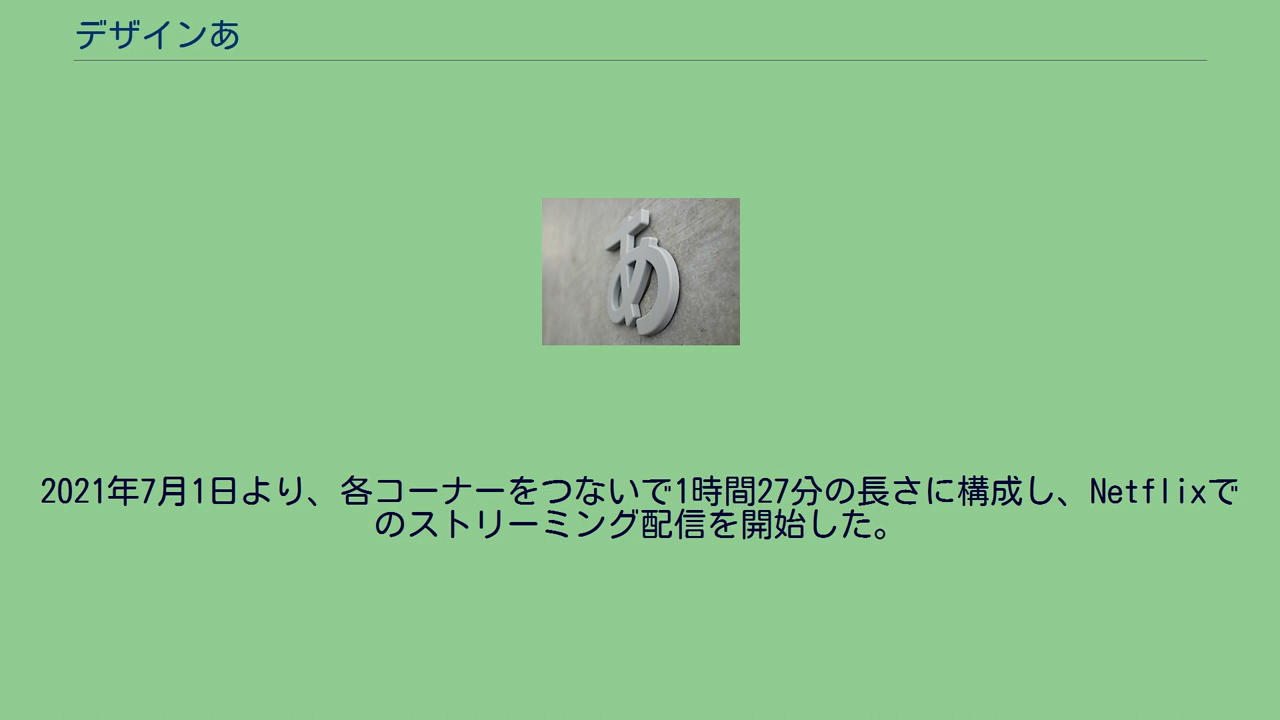 デザインあ
あ
2021年7月1日より、各コーナーをつないで1時間27分の長さに構成し、Netflixで
のストリーミング配信を開始した。